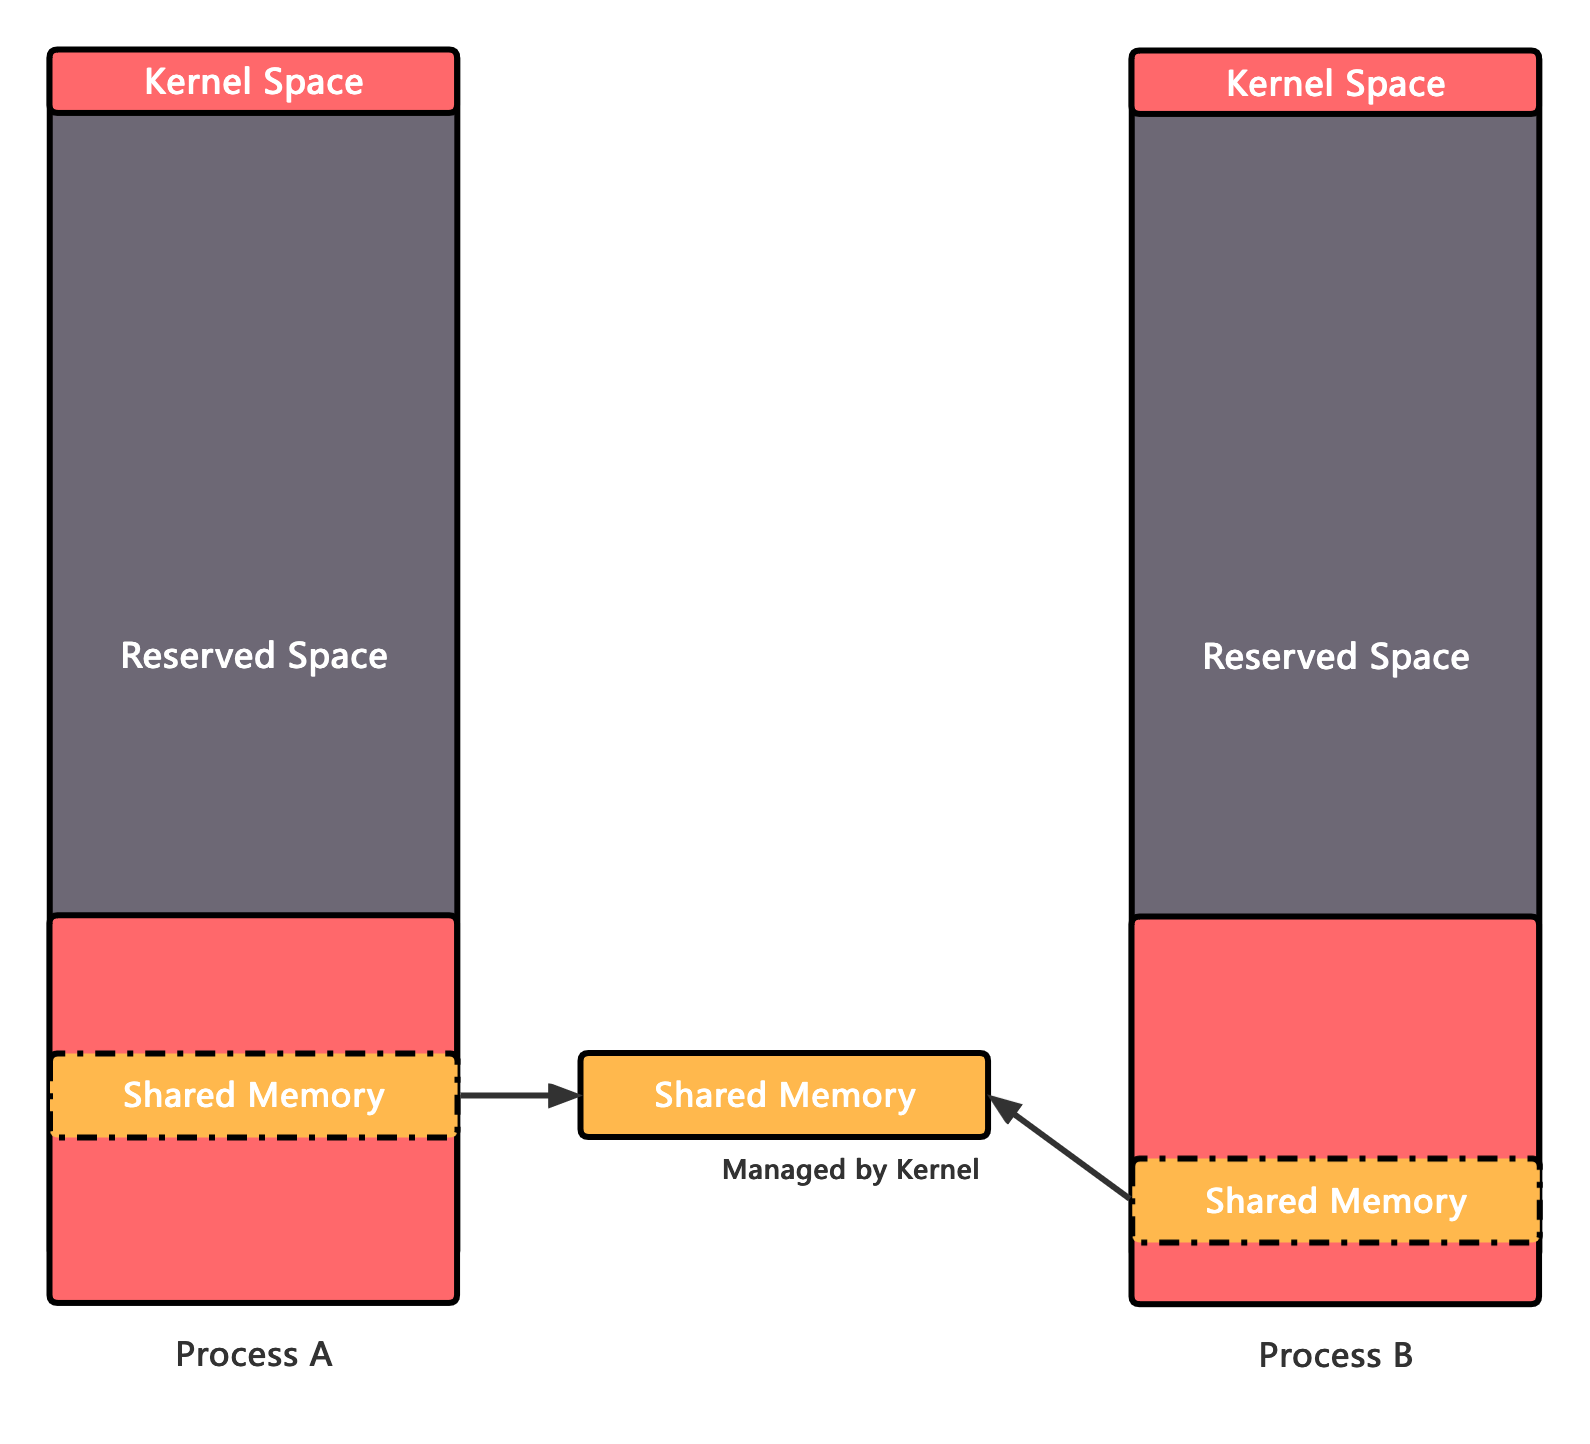 Kernel Space
Kernel Space
Reserved Space
Reserved Space
Shared Memory
Shared Memory
Managed by Kernel
Shared Memory
Process A
Process B